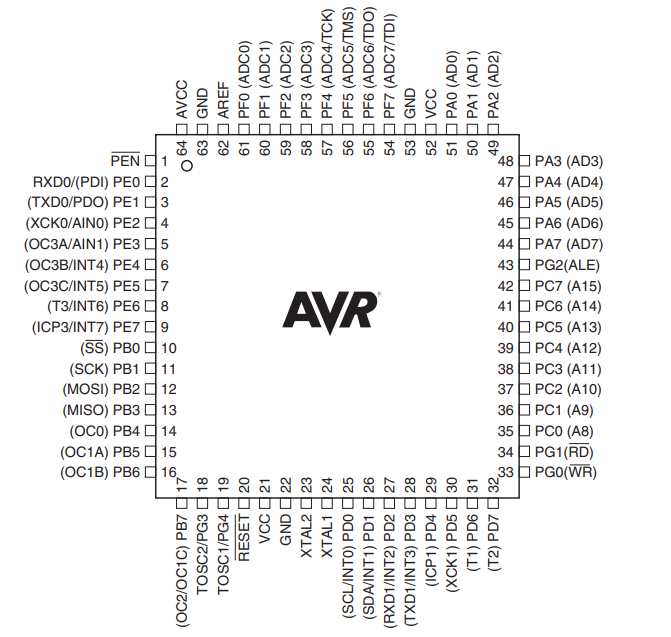 AVCC
GND
AREF
PF0 (ADC0)
PF1 (ADC1)
PF2 (ADC2)
PF3 (ADC3)
PF4 (ADC4/TCK)
PF5 (ADC5/TMS)
PF6 (ADC6/TDO)
PF7 (ADC7/TDI)
GND
VCC
PA0 (AD0)
PA1 (AD1)
PA2 (AD2)
64
63
62
61
60
59
58
57
56
55
54
53
52
51
50
49
PEN 1
RXD0/(PDI) PE0 2
(TXD0/PDO) PE1 3
(XCK0/AIN0) PE2 4
(OC3A/AIN1) PE3 5
(OC3B/INT4) PE4 6
(OC3C/INT5) PE5 7
(T3/INT6) PE6 8
(ICP3/INT7) PE7 9
(SS) PB0 10
(SCK) PB1 11
(MOSI) PB2 12
(MISO) PB3 13
(OC0) PB4 14
(OC1A) PB5 15
(OC1B) PB6 16
AVR®
48 PA3 (AD3)
47 PA4 (AD4)
46 PA5 (AD5)
45 PA6 (AD6)
44 PA7 (AD7)
43 PG2(ALE)
42 PC7 (A15)
41 PC6 (A14)
40 PC5 (A13)
39 PC4 (A12)
38 PC3 (A11)
37 PC2 (A10)
36 PC1 (A9)
35 PC0 (A8)
34 PG1(RD)
33 PG0(WR)
17
18
19
20
21
22
23
24
25
26
27
28
29
30
31
32
(OC2/OC1C) PB7
TOSC2/PG3
TOSC1/PG4
RESET
VCC
GND
XTAL2
XTAL1
(SCL/INT0) PD0
(SDA/INT1) PD1
(RXD1/INT2) PD2
(TXD1/INT3) PD3
(ICP1) PD4
(XCK1) PD5
(T1) PD6
(T2) PD7